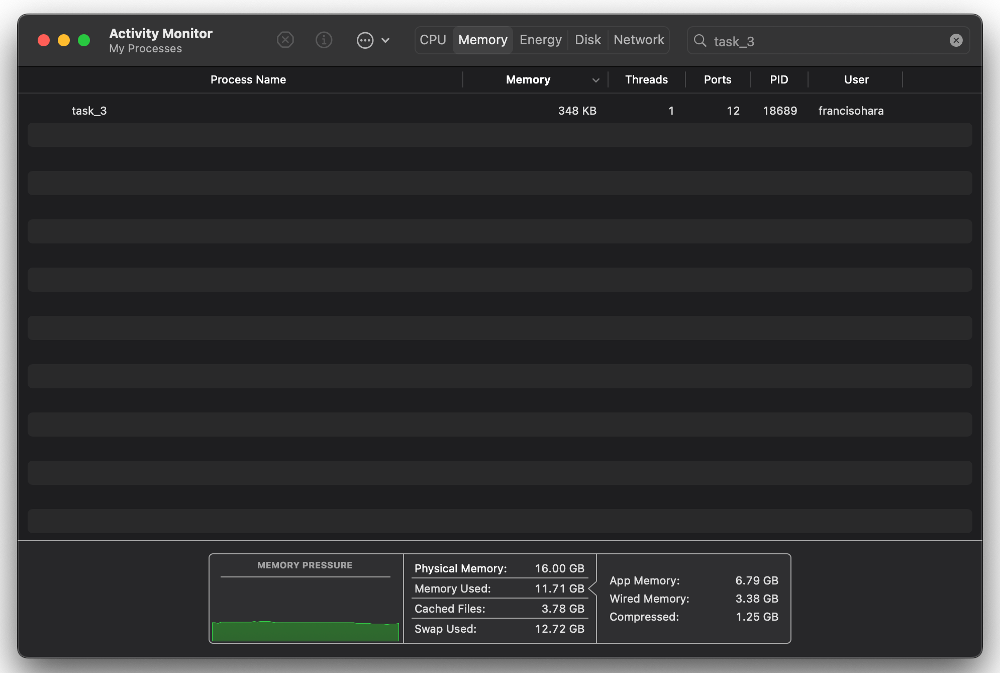 Activity Monitor
My Processes
CPU Memory Energy Disk Network
task_3
Process Name Memory Threads Ports PID User
task_3 348 KB 1 12 18689 francisohara
MEMORY PRESSURE
Physical Memory: 16.00 GB
Memory Used: 11.71 GB
Cached Files: 3.78 GB
Swap Used: 12.72 GB
App Memory: 6.79 GB
Wired Memory: 3.38 GB
Compressed: 1.25 GB